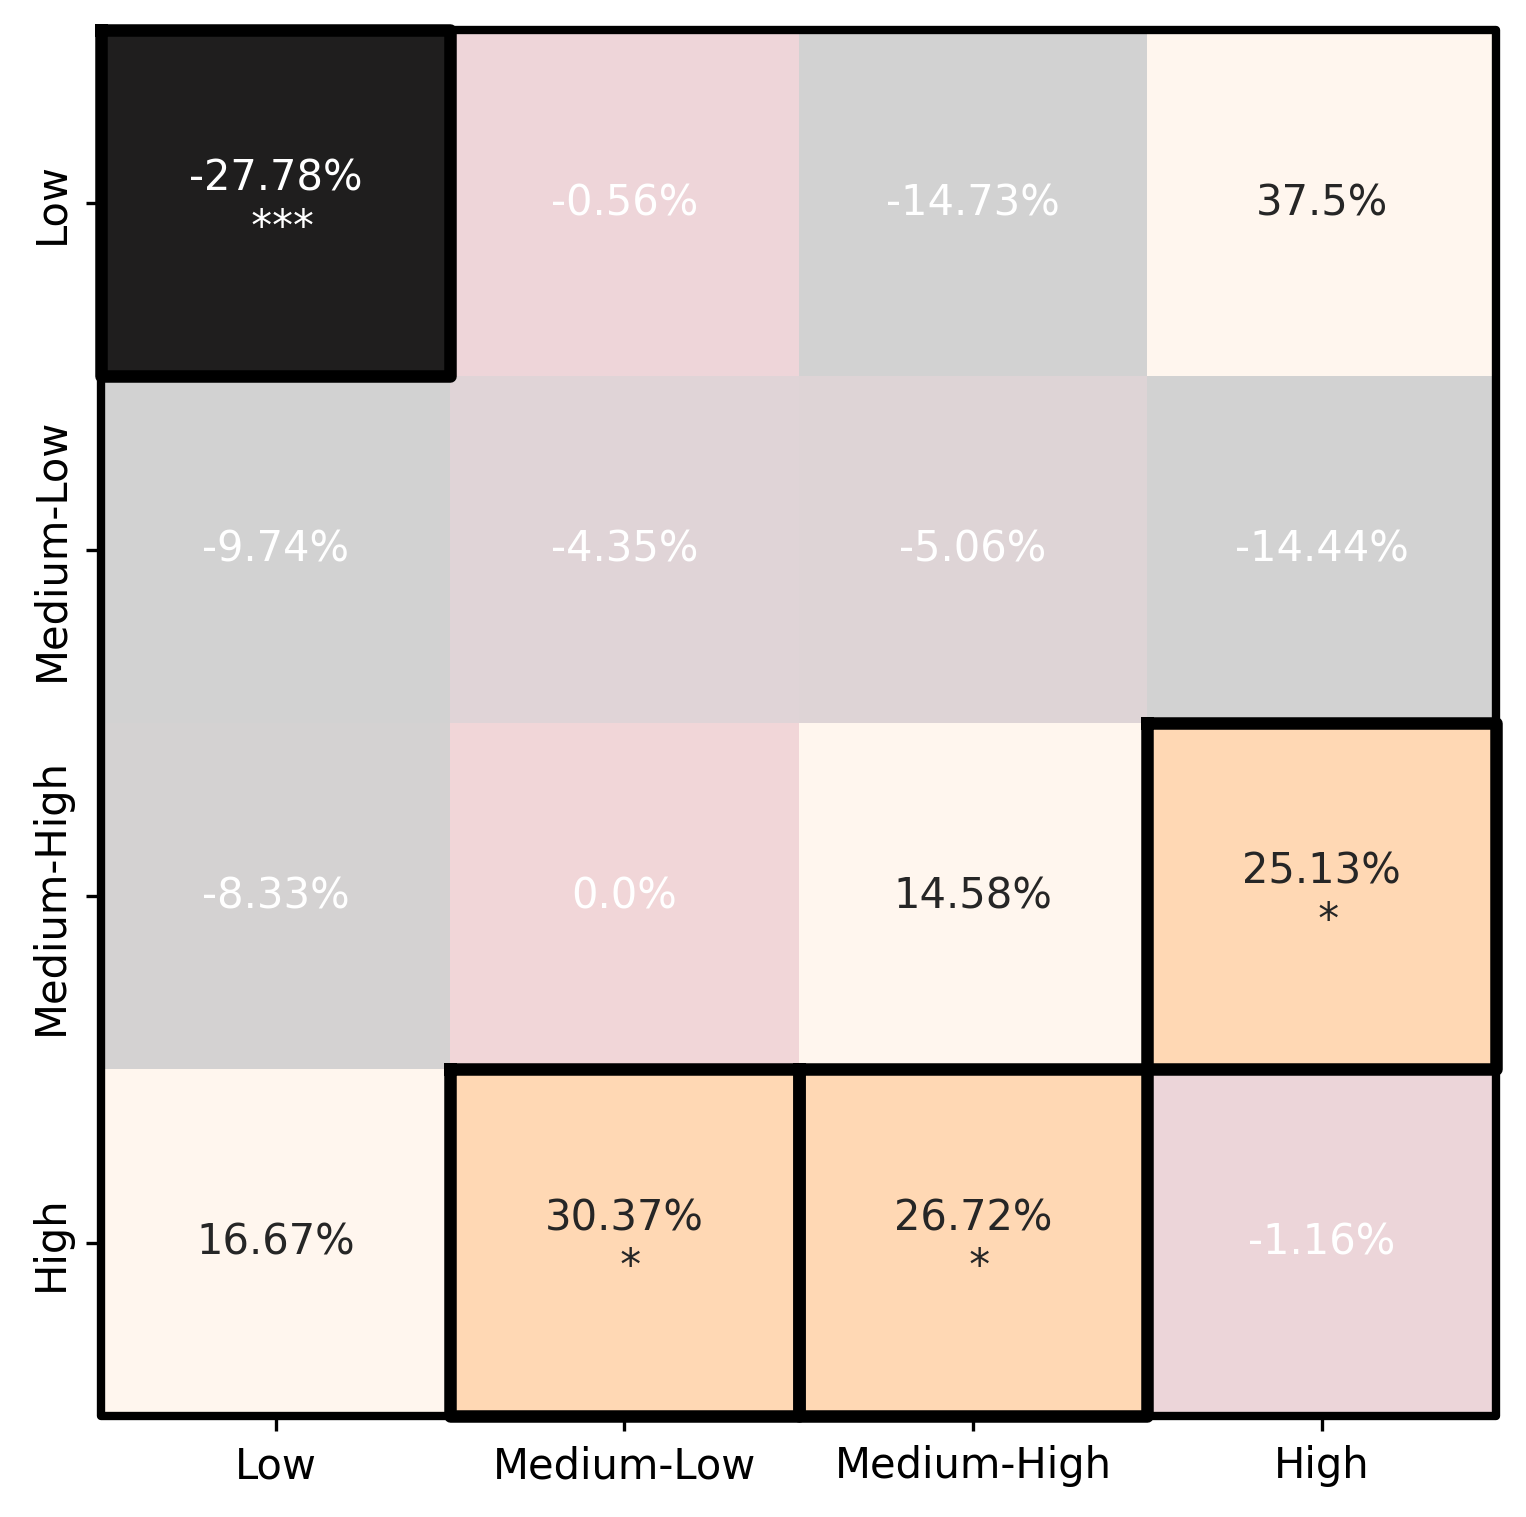 Low
-27.78%
***
-0.56%
-14.73%
37.5%
Medium-Low
-9.74%
-4.35%
-5.06%
-14.44%
Medium-High
-8.33%
0.0%
14.58%
25.13%
*
High
16.67%
30.37%
*
26.72%
*
-1.16%
Low
Medium-Low
Medium-High
High